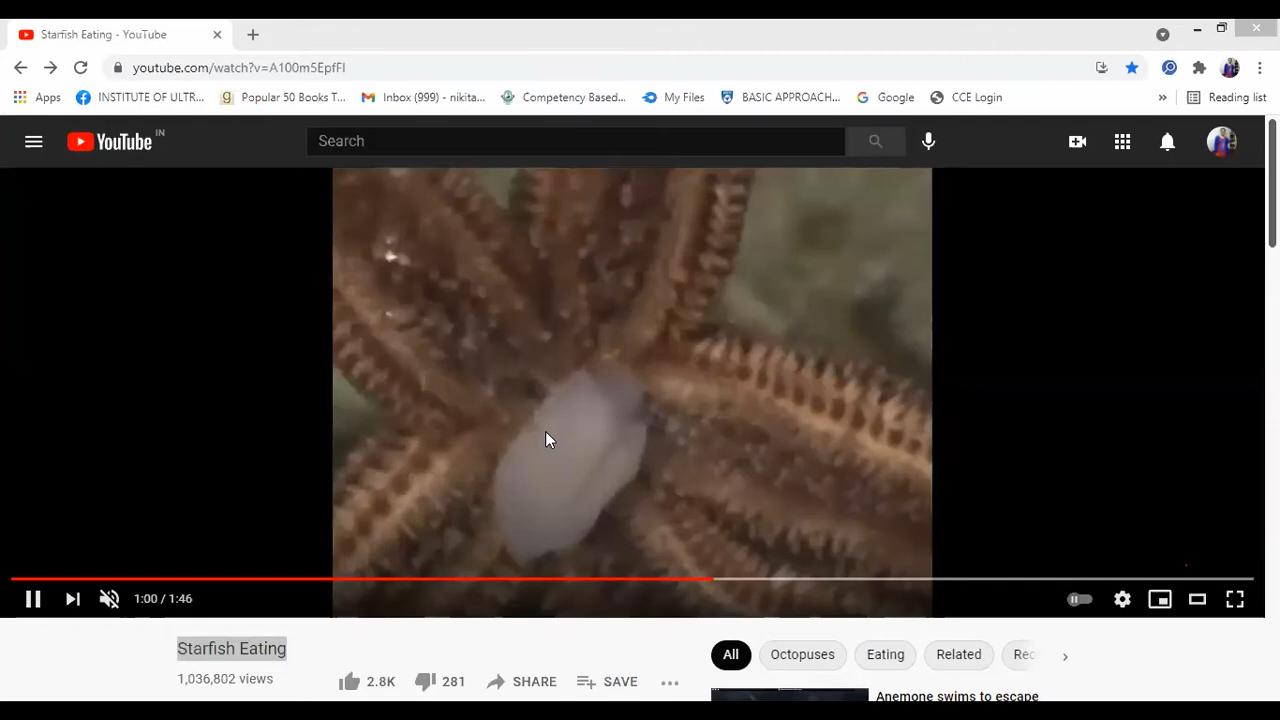 Starfish Eating - YouTube
youtube.com/watch?v=A100m5EpfFI
Apps INSTITUTE OF ULTR... Popular 50 Books T... Inbox (999) - nikita... Competency Based... My Files BASIC APPROACH... Google CCE Login » Reading list
YouTube IN Search
1:00 / 1:46
Starfish Eating
1,036,802 views 2.8K 281 SHARE SAVE
All Octopuses Eating Related Rec
Anemone swims to escape